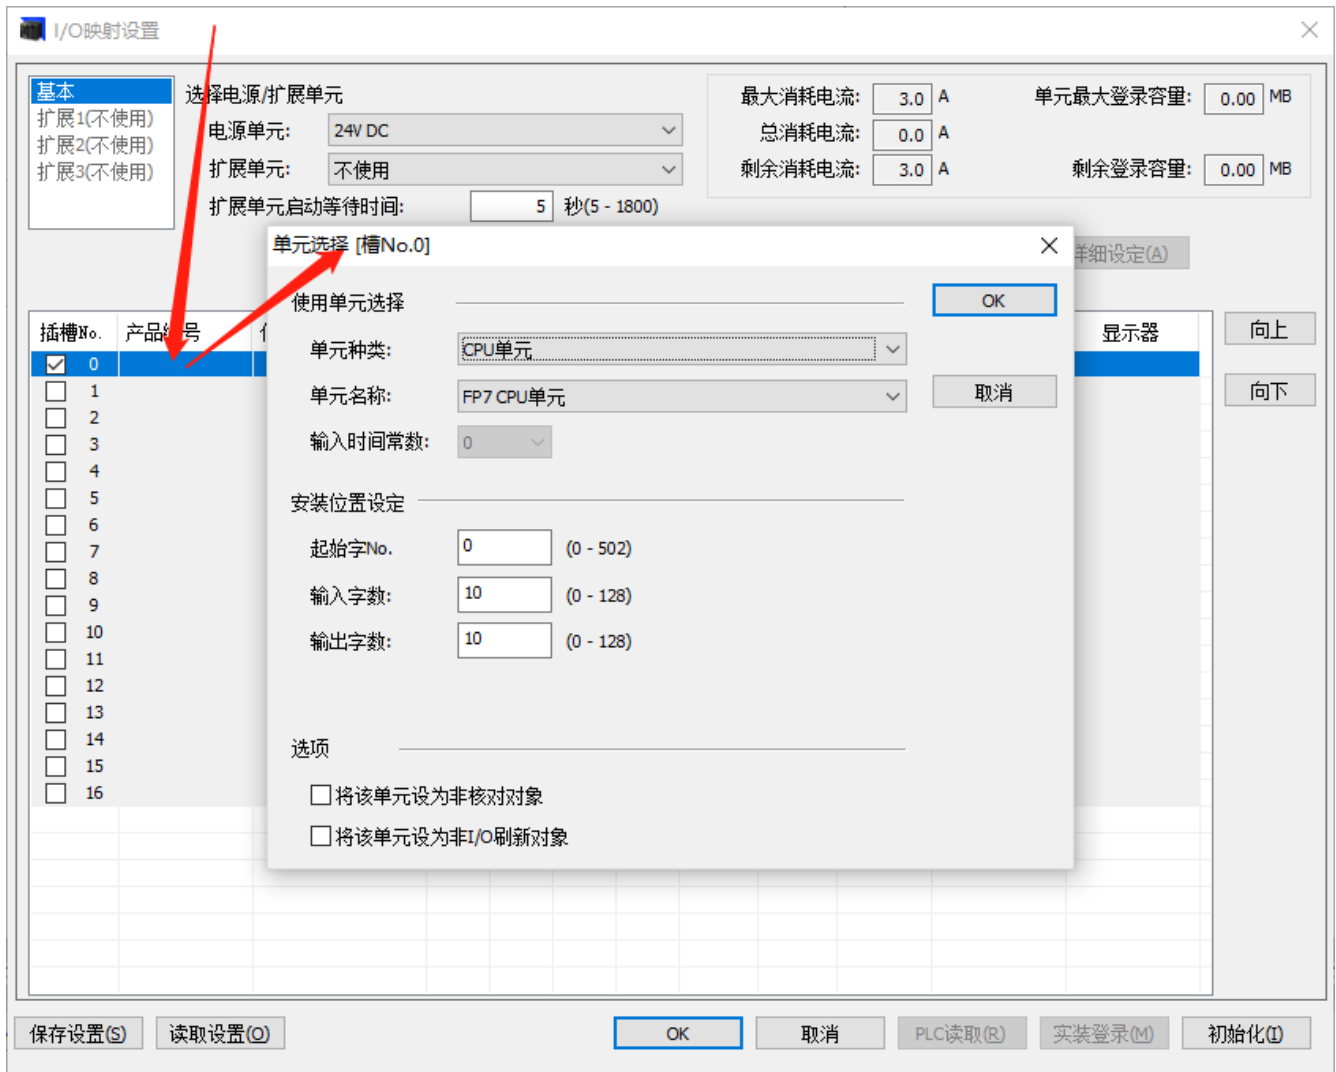 I/O映射设置
基本
扩展1(不使用)
扩展2(不使用)
扩展3(不使用)
选择电源/扩展单元
电源单元: 24V DC
扩展单元: 不使用
扩展单元启动等待时间: 5 秒(5 - 1800)
最大消耗电流: 3.0 A
总消耗电流: 0.0 A
剩余消耗电流: 3.0 A
单元最大登录容量: 0.00 MB
剩余登录容量: 0.00 MB
详细设定(A)
插槽No. 产品编号 显示器
0
1
2
3
4
5
6
7
8
9
10
11
12
13
14
15
16
向上
向下
单元选择 [槽No.0]
使用单元选择
单元种类: CPU单元
单元名称: FP7 CPU单元
输入时间常数: 0
OK
取消
安装位置设定
起始字No. 0 (0 - 502)
输入字数: 10 (0 - 128)
输出字数: 10 (0 - 128)
选项
将该单元设为非核对对象
将该单元设为非I/O刷新对象
保存设置(S) 读取设置(O) OK 取消 PLC读取(R) 实装登录(M) 初始化(I)